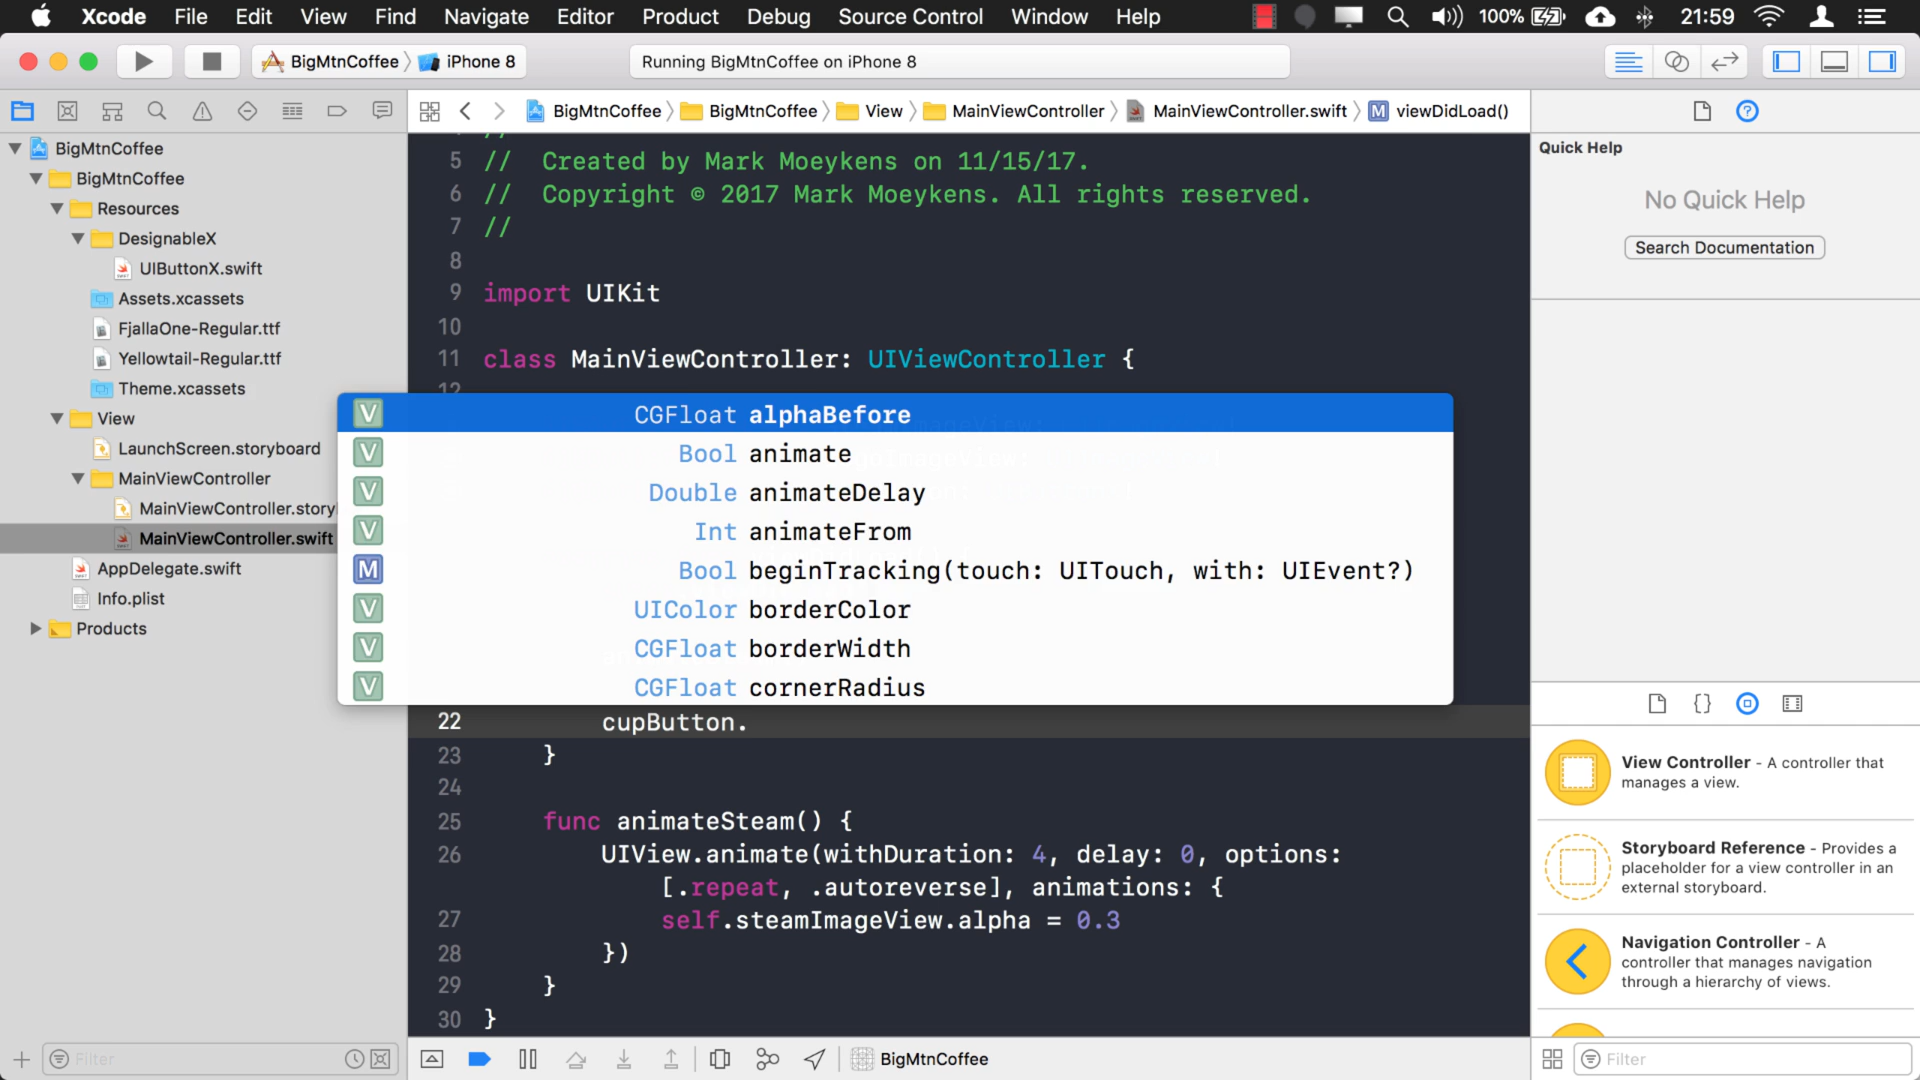 Xcode File Edit View Find Navigate Editor Product Debug Source Control Window Help 100% 21:59
BigMtnCoffee iPhone 8 Running BigMtnCoffee on iPhone 8
BigMtnCoffee BigMtnCoffee View MainViewController MainViewController.swift M viewDidLoad()
BigMtnCoffee
BigMtnCoffee
Resources
DesignableX
UIButtonX.swift
Assets.xcassets
FjallaOne-Regular.ttf
Yellowtail-Regular.ttf
Theme.xcassets
View
LaunchScreen.storyboard
MainViewController
MainViewController.story
MainViewController.swift
AppDelegate.swift
Info.plist
Products
Filter
5 // Created by Mark Moeykens on 11/15/17.
6 // Copyright © 2017 Mark Moeykens. All rights reserved.
7 //
8
9 import UIKit
10
11 class MainViewController: UIViewController {
12
V CGFloat alphaBefore
V Bool animate
V Double animateDelay
V Int animateFrom
M Bool beginTracking(touch: UITouch, with: UIEvent?)
V UIColor borderColor
V CGFloat borderWidth
V CGFloat cornerRadius
22 cupButton.
23 }
24
25 func animateSteam() {
26 UIView.animate(withDuration: 4, delay: 0, options:
[.repeat, .autoreverse], animations: {
27 self.steamImageView.alpha = 0.3
28 })
29 }
30 }
BigMtnCoffee
Quick Help
No Quick Help
Search Documentation
{}
View Controller - A controller that
manages a view.
Storyboard Reference - Provides a
placeholder for a view controller in an
external storyboard.
Navigation Controller - A
controller that manages navigation
through a hierarchy of views.
Filter